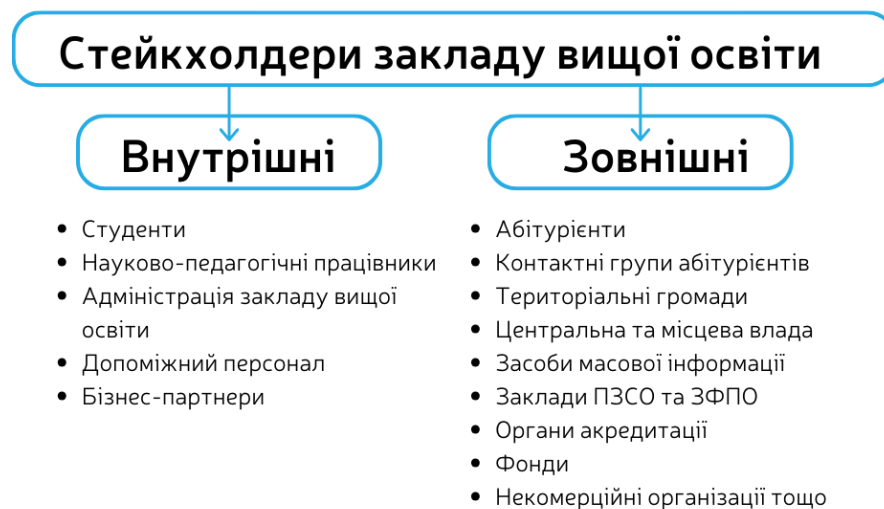 Стейкхолдери закладу вищої освіти
Внутрішні
• Студенти
• Науково-педагогічні працівники
• Адміністрація закладу вищої
освіти
• Допоміжний персонал
• Бізнес-партнери
Зовнішні
• Абітурієнти
• Контактні групи абітурієнтів
• Територіальні громади
• Центральна та місцева влада
• Засоби масової інформації
• Заклади ПЗСО та ЗФПО
• Органи акредитації
• Фонди
• Некомерційні організації тощо